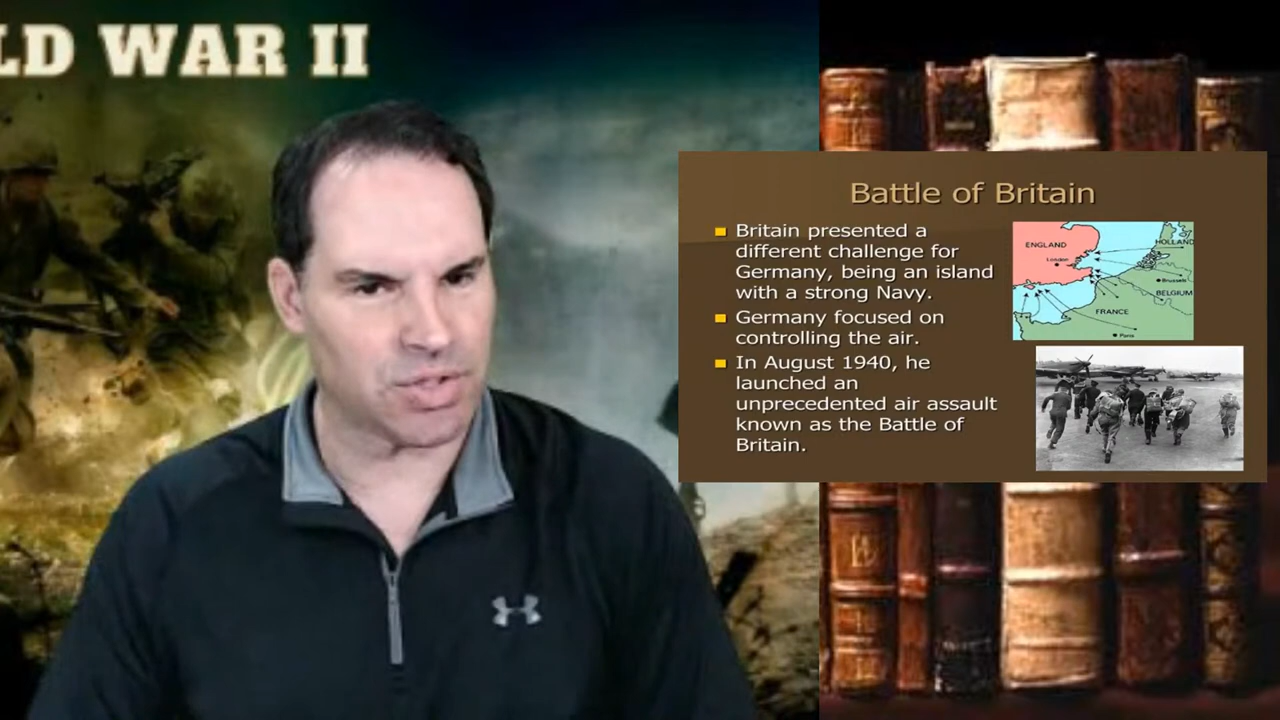 LD WAR II
Battle of Britain
Britain presented a
different challenge for
Germany, being an island
with a strong Navy.
Germany focused on
controlling the air.
In August 1940, he
launched an
unprecedented air assault
known as the Battle of
Britain.
ENGLAND
London
HOLLAND
Brussels
BELGIUM
FRANCE
Paris